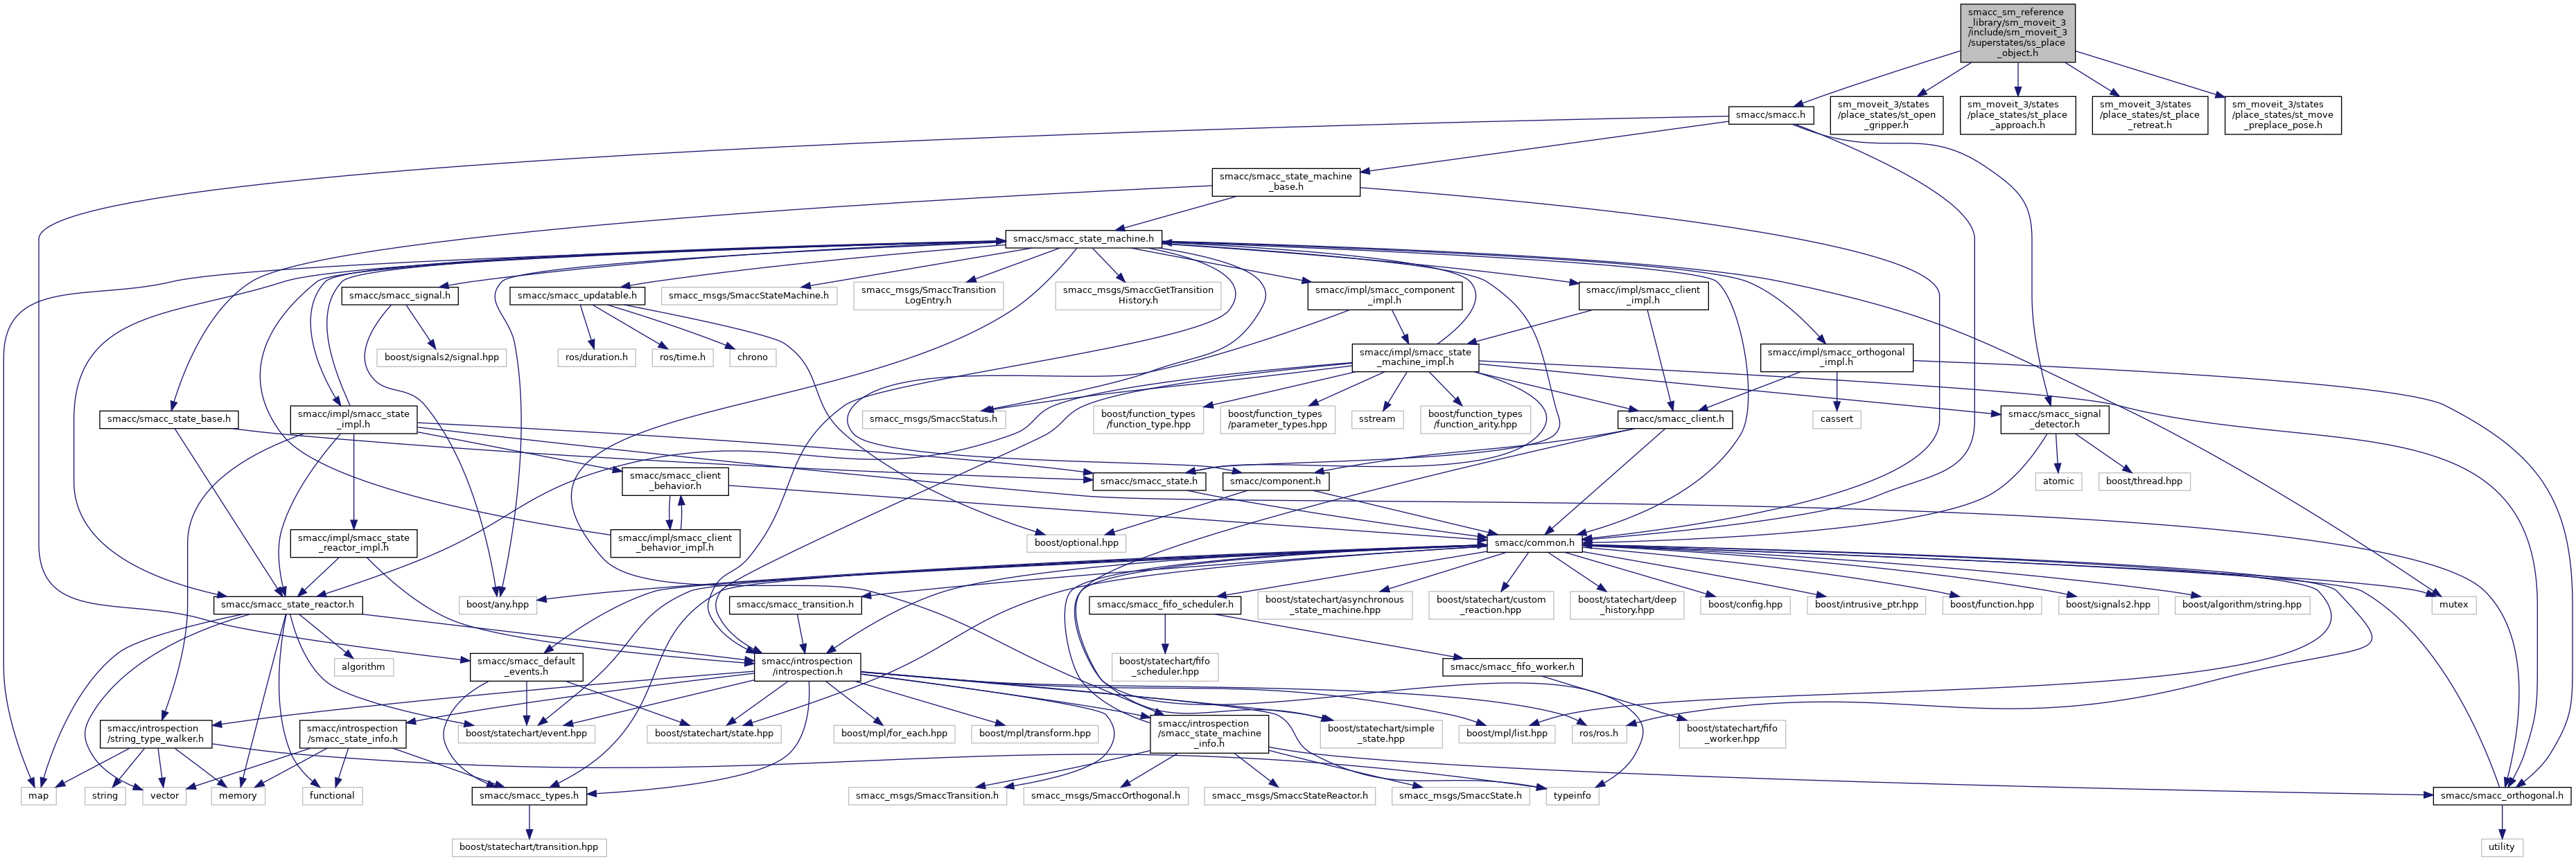 smacc_sm_reference
_library/sm_moveit_3
/include/sm_moveit_3
/superstates/ss_place
_object.h
smacc/smacc.h
sm_moveit_3/states
/place_states/st_open
_gripper.h
sm_moveit_3/states
/place_states/st_place
_approach.h
sm_moveit_3/states
/place_states/st_place
_retreat.h
sm_moveit_3/states
/place_states/st_move
_preplace_pose.h
smacc/smacc_state_machine
_base.h
smacc/smacc_state_machine.h
smacc/smacc_signal.h
smacc/smacc_updatable.h
smacc_msgs/SmaccStateMachine.h
smacc_msgs/SmaccTransition
LogEntry.h
smacc_msgs/SmaccGetTransition
History.h
smacc/impl/smacc_component
_impl.h
smacc/impl/smacc_client
_impl.h
boost/signals2/signal.hpp
ros/duration.h
ros/time.h
chrono
smacc/impl/smacc_state
_machine_impl.h
smacc/impl/smacc_orthogonal
_impl.h
smacc/smacc_state_base.h
smacc/impl/smacc_state
_impl.h
smacc_msgs/SmaccStatus.h
boost/function_types
/function_type.hpp
boost/function_types
/parameter_types.hpp
sstream
boost/function_types
/function_arity.hpp
smacc/smacc_client.h
cassert
smacc/smacc_signal
_detector.h
smacc/smacc_client
_behavior.h
smacc/smacc_state.h
smacc/component.h
atomic
boost/thread.hpp
smacc/impl/smacc_state
_reactor_impl.h
smacc/impl/smacc_client
_behavior_impl.h
boost/optional.hpp
smacc/common.h
smacc/smacc_state_reactor.h
boost/any.hpp
smacc/smacc_transition.h
smacc/smacc_fifo_scheduler.h
boost/statechart/asynchronous
_state_machine.hpp
boost/statechart/custom
_reaction.hpp
boost/statechart/deep
_history.hpp
boost/config.hpp
boost/intrusive_ptr.hpp
boost/function.hpp
boost/signals2.hpp
boost/algorithm/string.hpp
mutex
algorithm
smacc/smacc_default
_events.h
smacc/introspection
/introspection.h
boost/statechart/fifo
_scheduler.hpp
smacc/smacc_fifo_worker.h
smacc/introspection
/string_type_walker.h
smacc/introspection
/smacc_state_info.h
boost/statechart/event.hpp
boost/statechart/state.hpp
boost/mpl/for_each.hpp
boost/mpl/transform.hpp
smacc/introspection
/smacc_state_machine
_info.h
boost/statechart/simple
_state.hpp
boost/mpl/list.hpp
ros/ros.h
boost/statechart/fifo
_worker.hpp
map
string
vector
memory
functional
smacc/smacc_types.h
smacc_msgs/SmaccTransition.h
smacc_msgs/SmaccOrthogonal.h
smacc_msgs/SmaccStateReactor.h
smacc_msgs/SmaccState.h
typeinfo
smacc/smacc_orthogonal.h
boost/statechart/transition.hpp
utility